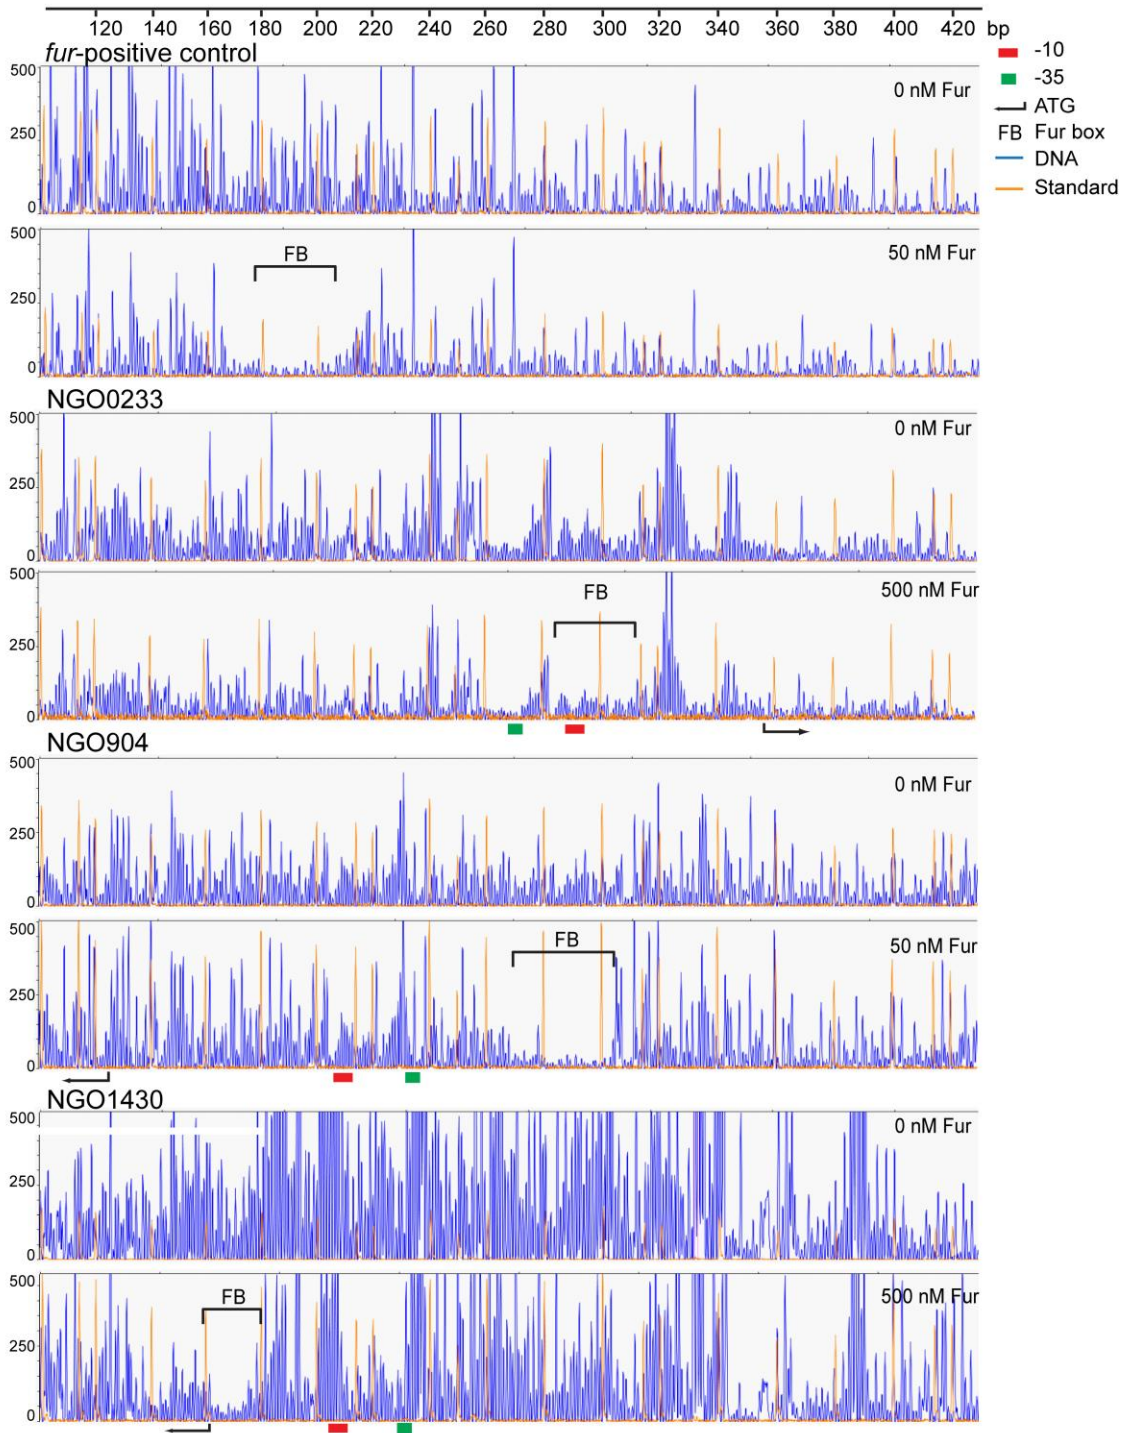 120 140 160 180 200 220 240 260 280 300 320 340 360 380 400 420 bp
-10
-35
ATG
FB Fur box
DNA
Standard
fur-positive control
500
250
0
0 nM Fur
500
250
0
FB
50 nM Fur
NGO0233
500
250
0
0 nM Fur
500
250
0
FB
500 nM Fur
NGO904
500
250
0
0 nM Fur
500
250
0
FB
50 nM Fur
NGO1430
500
250
0
0 nM Fur
500
250
0
FB
500 nM Fur